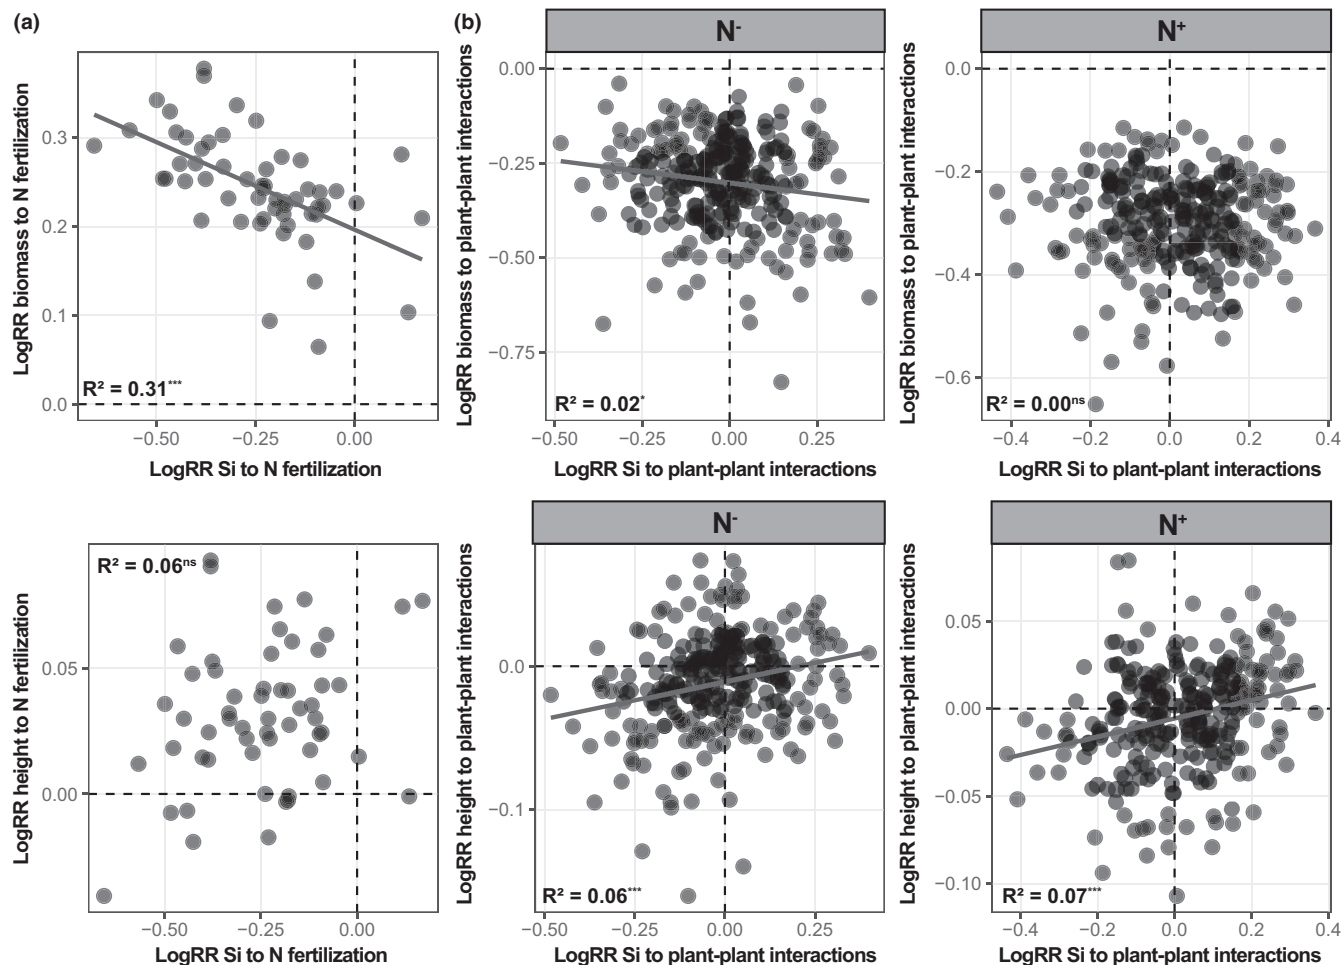 (a)
LogRR biomass to N fertilization
0.3
0.2
0.1
0.0
R² = 0.31***
−0.50
−0.25
0.00
LogRR Si to N fertilization
(b)
N-
LogRR biomass to plant-plant interactions
0.00
−0.25
−0.50
−0.75
R² = 0.02*
−0.50
−0.25
0.00
0.25
LogRR Si to plant-plant interactions
N+
LogRR biomass to plant-plant interactions
0.0
−0.2
−0.4
−0.6
R² = 0.00ns
−0.4
−0.2
0.0
0.2
0.4
LogRR Si to plant-plant interactions
LogRR height to N fertilization
R² = 0.06ns
0.05
0.00
−0.50
−0.25
0.00
LogRR Si to N fertilization
N-
LogRR height to plant-plant interactions
0.0
−0.1
R² = 0.06***
−0.50
−0.25
0.00
0.25
LogRR Si to plant-plant interactions
N+
LogRR height to plant-plant interactions
0.05
0.00
−0.05
−0.10
R² = 0.07***
−0.4
−0.2
0.0
0.2
0.4
LogRR Si to plant-plant interactions